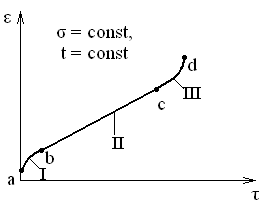 ε
σ = const,
t = const
d
III
c
II
b
a
I
τ